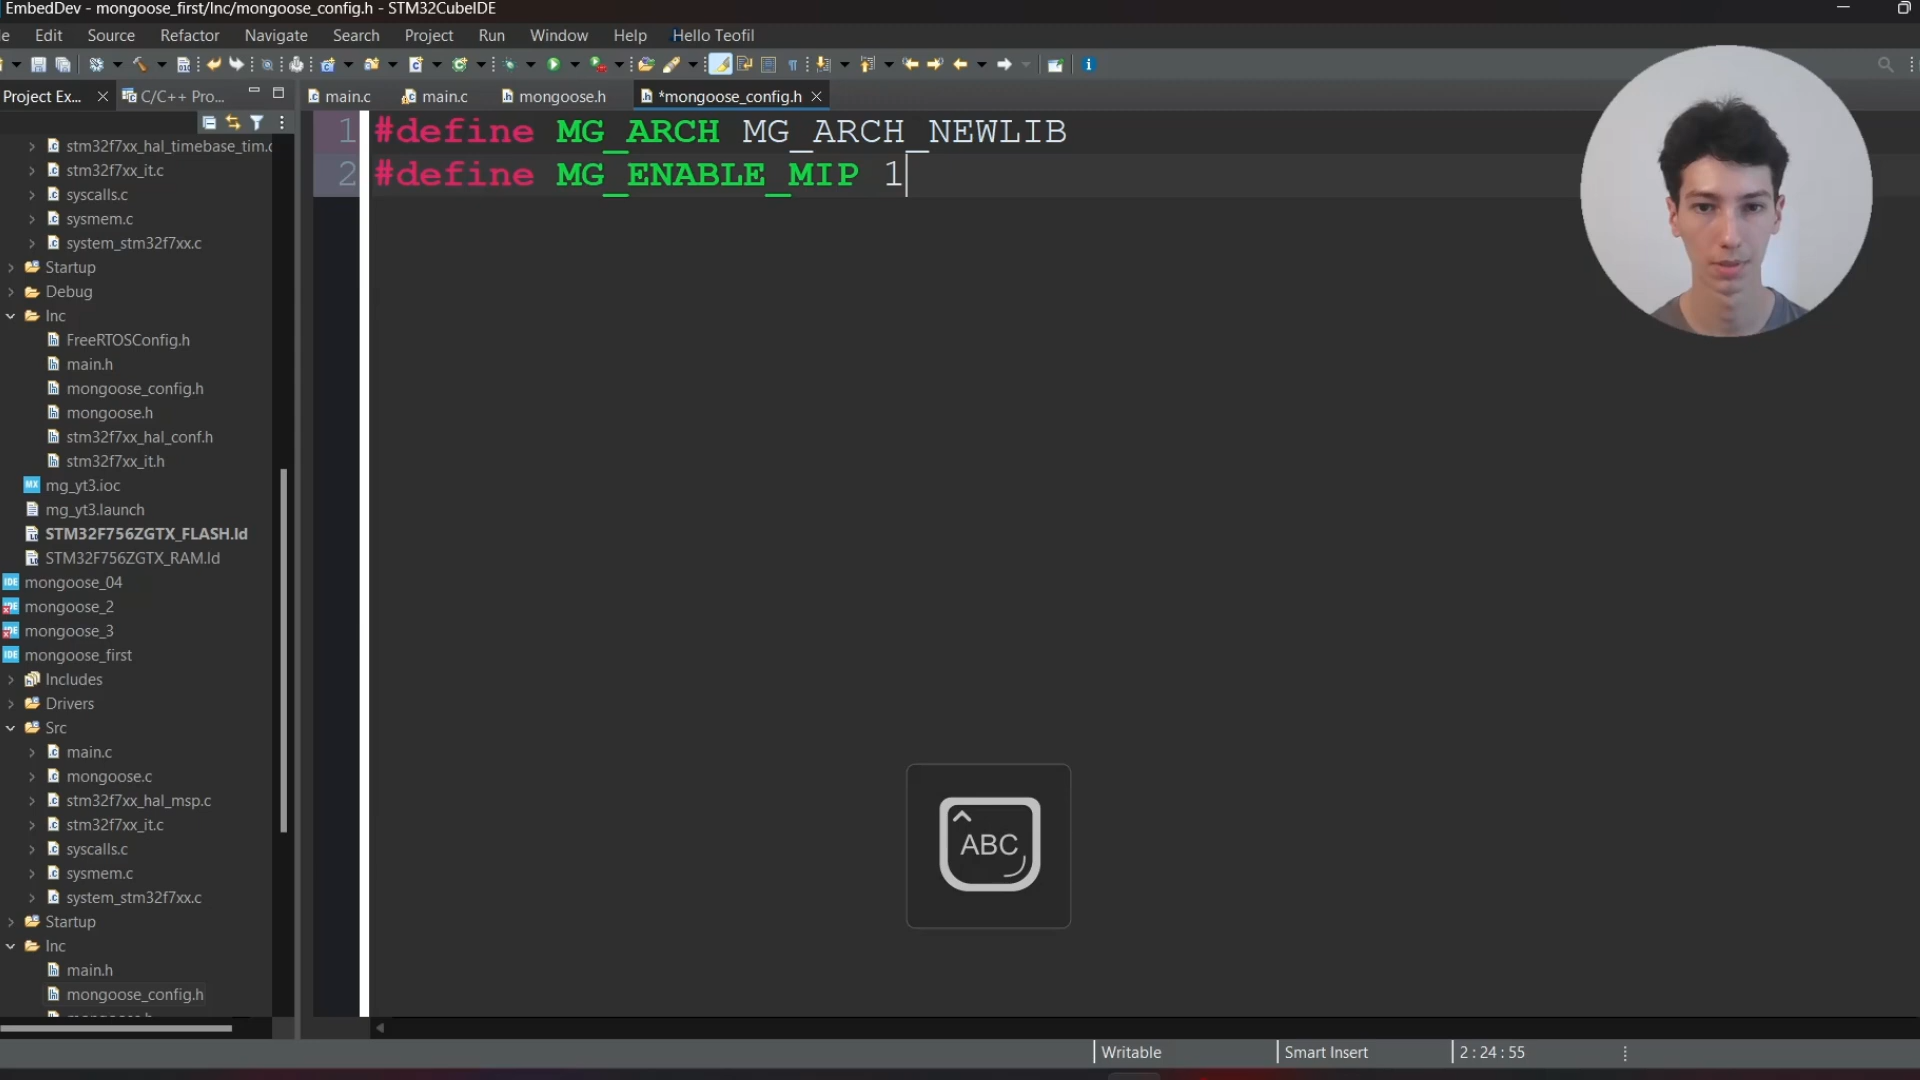 EmbedDev - mongoose_first/Inc/mongoose_config.h - STM32CubeIDE
Edit Source Refactor Navigate Search Project Run Window Help Hello Teofil
Project Ex... C/C++ Pro... main.c main.c mongoose.h *mongoose_config.h
1 #define MG_ARCH MG_ARCH_NEWLIB
2 #define MG_ENABLE_MIP 1
stm32f7xx_hal_timebase_tim.c
stm32f7xx_it.c
syscalls.c
sysmem.c
system_stm32f7xx.c
Startup
Debug
Inc
FreeRTOSConfig.h
main.h
mongoose_config.h
mongoose.h
stm32f7xx_hal_conf.h
stm32f7xx_it.h
MX mg_yt3.ioc
mg_yt3.launch
STM32F756ZGTX_FLASH.ld
STM32F756ZGTX_RAM.ld
IDE mongoose_04
mongoose_2
mongoose_3
IDE mongoose_first
Includes
Drivers
Src
main.c
mongoose.c
stm32f7xx_hal_msp.c
stm32f7xx_it.c
syscalls.c
sysmem.c
system_stm32f7xx.c
Startup
Inc
main.h
mongoose_config.h
ABC
Writable Smart Insert 2 : 24 : 55